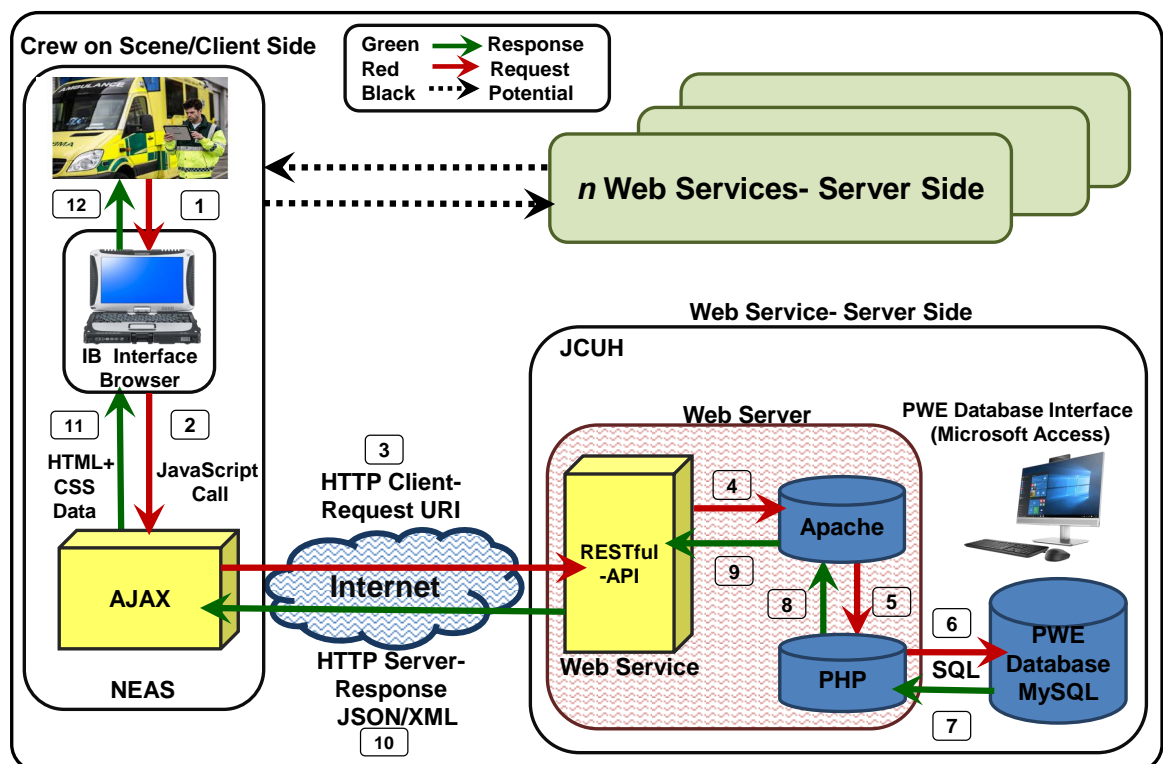 Crew on Scene/Client Side
Green Response
Red Request
Black Potential
AMBULANCE
n Web Services- Server Side
12
1
IB Interface
Browser
11
2
HTML+
CSS
Data
JavaScript
Call
AJAX
NEAS
3
HTTP Client-
Request URI
Internet
HTTP Server-
Response
JSON/XML
10
Web Service- Server Side
JCUH
Web Server
PWE Database Interface
(Microsoft Access)
4
RESTful
-API
Apache
9
8
5
Web Service
PHP
6
SQL
7
PWE
Database
MySQL